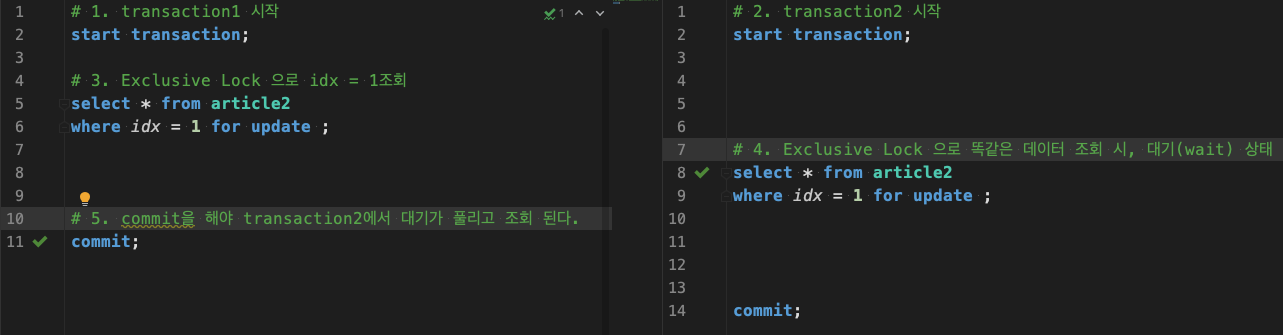 1 # 1. transaction1 시작
2 start transaction;
3
4 # 3. Exclusive Lock 으로 idx = 1조회
5 select * from article2
6 where idx = 1 for update ;
7
8
9
10 # 5. commit을 해야 transaction2에서 대기가 풀리고 조회 된다.
11 commit;
1
1 # 2. transaction2 시작
2 start transaction;
3
4
5
6
7 # 4. Exclusive Lock 으로 똑같은 데이터 조회 시, 대기(wait) 상태
8 select * from article2
9 where idx = 1 for update ;
10
11
12
13
14 commit;